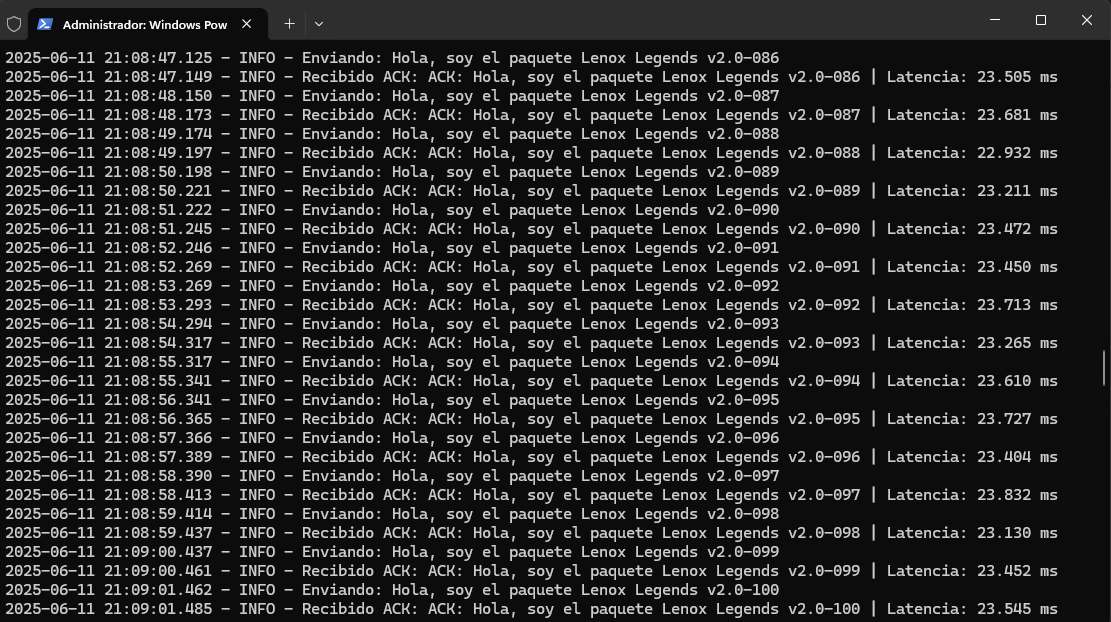 Administrador: Windows Pow
2025-06-11 21:08:47.125 - INFO - Enviando: Hola, soy el paquete Lenox Legends v2.0-086
2025-06-11 21:08:47.149 - INFO - Recibido ACK: ACK: Hola, soy el paquete Lenox Legends v2.0-086 | Latencia: 23.505 ms
2025-06-11 21:08:48.150 - INFO - Enviando: Hola, soy el paquete Lenox Legends v2.0-087
2025-06-11 21:08:48.173 - INFO - Recibido ACK: ACK: Hola, soy el paquete Lenox Legends v2.0-087 | Latencia: 23.681 ms
2025-06-11 21:08:49.174 - INFO - Enviando: Hola, soy el paquete Lenox Legends v2.0-088
2025-06-11 21:08:49.197 - INFO - Recibido ACK: ACK: Hola, soy el paquete Lenox Legends v2.0-088 | Latencia: 22.932 ms
2025-06-11 21:08:50.198 - INFO - Enviando: Hola, soy el paquete Lenox Legends v2.0-089
2025-06-11 21:08:50.221 - INFO - Recibido ACK: ACK: Hola, soy el paquete Lenox Legends v2.0-089 | Latencia: 23.211 ms
2025-06-11 21:08:51.222 - INFO - Enviando: Hola, soy el paquete Lenox Legends v2.0-090
2025-06-11 21:08:51.245 - INFO - Recibido ACK: ACK: Hola, soy el paquete Lenox Legends v2.0-090 | Latencia: 23.472 ms
2025-06-11 21:08:52.246 - INFO - Enviando: Hola, soy el paquete Lenox Legends v2.0-091
2025-06-11 21:08:52.269 - INFO - Recibido ACK: ACK: Hola, soy el paquete Lenox Legends v2.0-091 | Latencia: 23.450 ms
2025-06-11 21:08:53.269 - INFO - Enviando: Hola, soy el paquete Lenox Legends v2.0-092
2025-06-11 21:08:53.293 - INFO - Recibido ACK: ACK: Hola, soy el paquete Lenox Legends v2.0-092 | Latencia: 23.713 ms
2025-06-11 21:08:54.294 - INFO - Enviando: Hola, soy el paquete Lenox Legends v2.0-093
2025-06-11 21:08:54.317 - INFO - Recibido ACK: ACK: Hola, soy el paquete Lenox Legends v2.0-093 | Latencia: 23.265 ms
2025-06-11 21:08:55.317 - INFO - Enviando: Hola, soy el paquete Lenox Legends v2.0-094
2025-06-11 21:08:55.341 - INFO - Recibido ACK: ACK: Hola, soy el paquete Lenox Legends v2.0-094 | Latencia: 23.610 ms
2025-06-11 21:08:56.341 - INFO - Enviando: Hola, soy el paquete Lenox Legends v2.0-095
2025-06-11 21:08:56.365 - INFO - Recibido ACK: ACK: Hola, soy el paquete Lenox Legends v2.0-095 | Latencia: 23.727 ms
2025-06-11 21:08:57.366 - INFO - Enviando: Hola, soy el paquete Lenox Legends v2.0-096
2025-06-11 21:08:57.389 - INFO - Recibido ACK: ACK: Hola, soy el paquete Lenox Legends v2.0-096 | Latencia: 23.404 ms
2025-06-11 21:08:58.390 - INFO - Enviando: Hola, soy el paquete Lenox Legends v2.0-097
2025-06-11 21:08:58.413 - INFO - Recibido ACK: ACK: Hola, soy el paquete Lenox Legends v2.0-097 | Latencia: 23.832 ms
2025-06-11 21:08:59.414 - INFO - Enviando: Hola, soy el paquete Lenox Legends v2.0-098
2025-06-11 21:08:59.437 - INFO - Recibido ACK: ACK: Hola, soy el paquete Lenox Legends v2.0-098 | Latencia: 23.130 ms
2025-06-11 21:09:00.437 - INFO - Enviando: Hola, soy el paquete Lenox Legends v2.0-099
2025-06-11 21:09:00.461 - INFO - Recibido ACK: ACK: Hola, soy el paquete Lenox Legends v2.0-099 | Latencia: 23.452 ms
2025-06-11 21:09:01.462 - INFO - Enviando: Hola, soy el paquete Lenox Legends v2.0-100
2025-06-11 21:09:01.485 - INFO - Recibido ACK: ACK: Hola, soy el paquete Lenox Legends v2.0-100 | Latencia: 23.545 ms